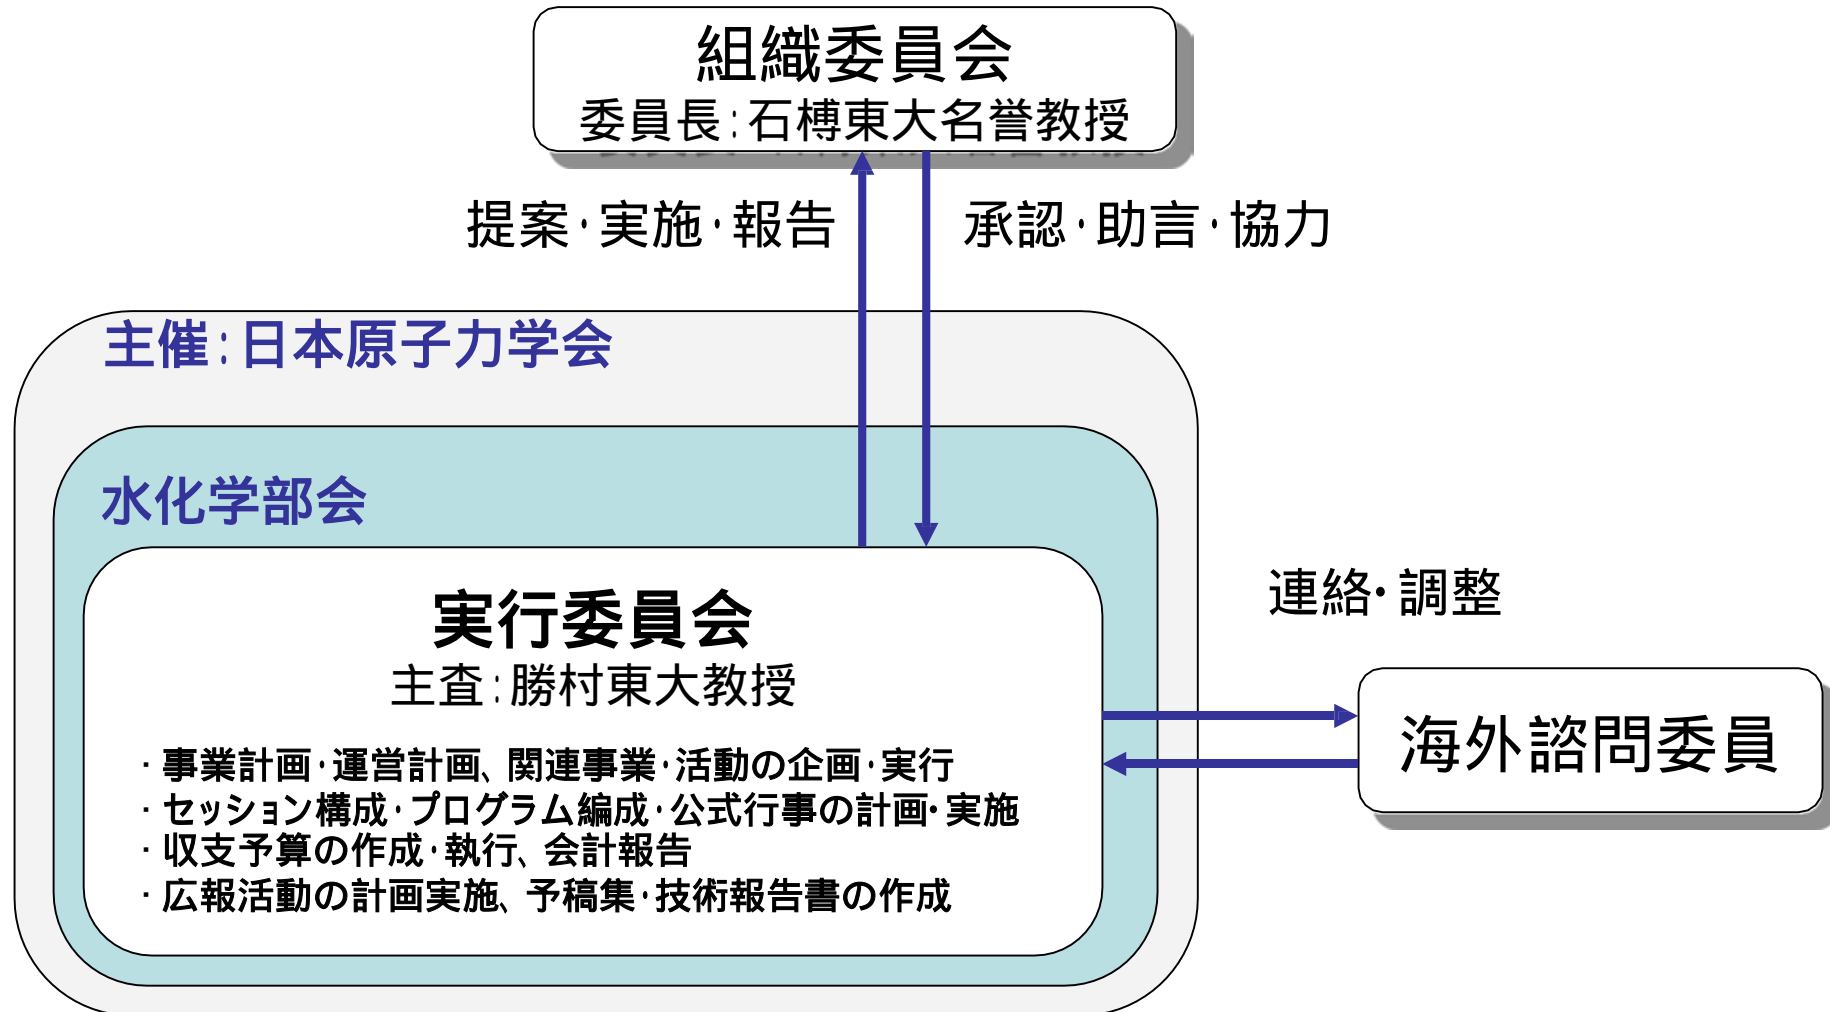 組織委員会
委員長:石榑東大名誉教授
提案・実施・報告
承認・助言・協力
主催:日本原子力学会
水化学部会
実行委員会
主査:勝村東大教授
・事業計画・運営計画、関連事業・活動の企画・実行
・セッション構成・プログラム編成・公式行事の計画・実施
・収支予算の作成・執行、会計報告
・広報活動の計画実施、予稿集・技術報告書の作成
連絡・調整
海外諮問委員